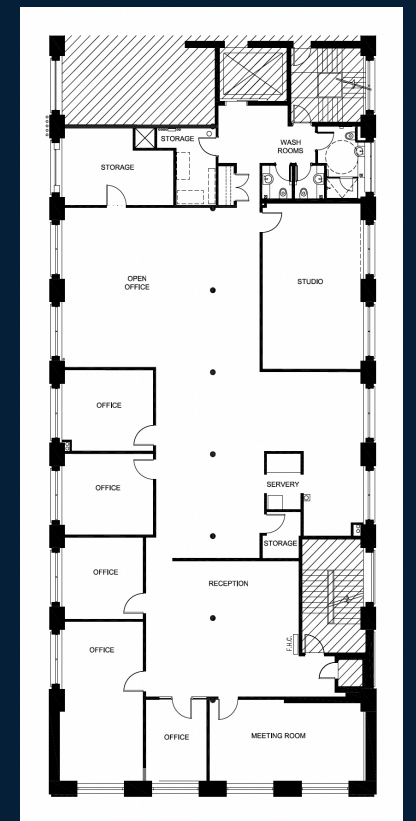 STORAGE
WASH
ROOMS
STORAGE
OPEN
OFFICE
STUDIO
OFFICE
SERVERY
OFFICE
STORAGE
OFFICE
RECEPTION
F.H.C.
OFFICE
OFFICE
MEETING ROOM